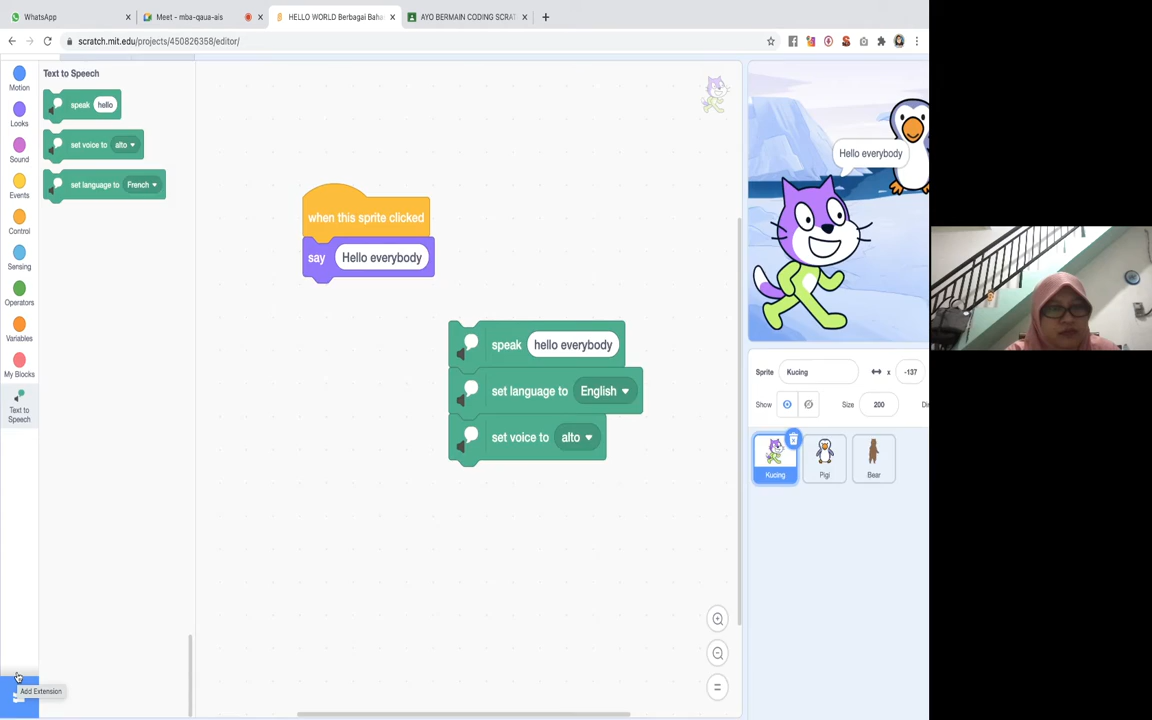 WhatsApp
Meet - mba-qaua-ais
HELLO WORLD Berbagai Baha
AYO BERMAIN CODING SCRAT
scratch.mit.edu/projects/450826358/editor/
Motion
Looks
Sound
Events
Control
Sensing
Operators
Variables
My Blocks
Text to
Speech
Text to Speech
speak hello
set voice to alto
set language to French
when this sprite clicked
say Hello everybody
speak hello everybody
set language to English
set voice to alto
Hello everybody
Sprite Kucing x -137
Show Size 200
Kucing Pigi Bear
Add Extension